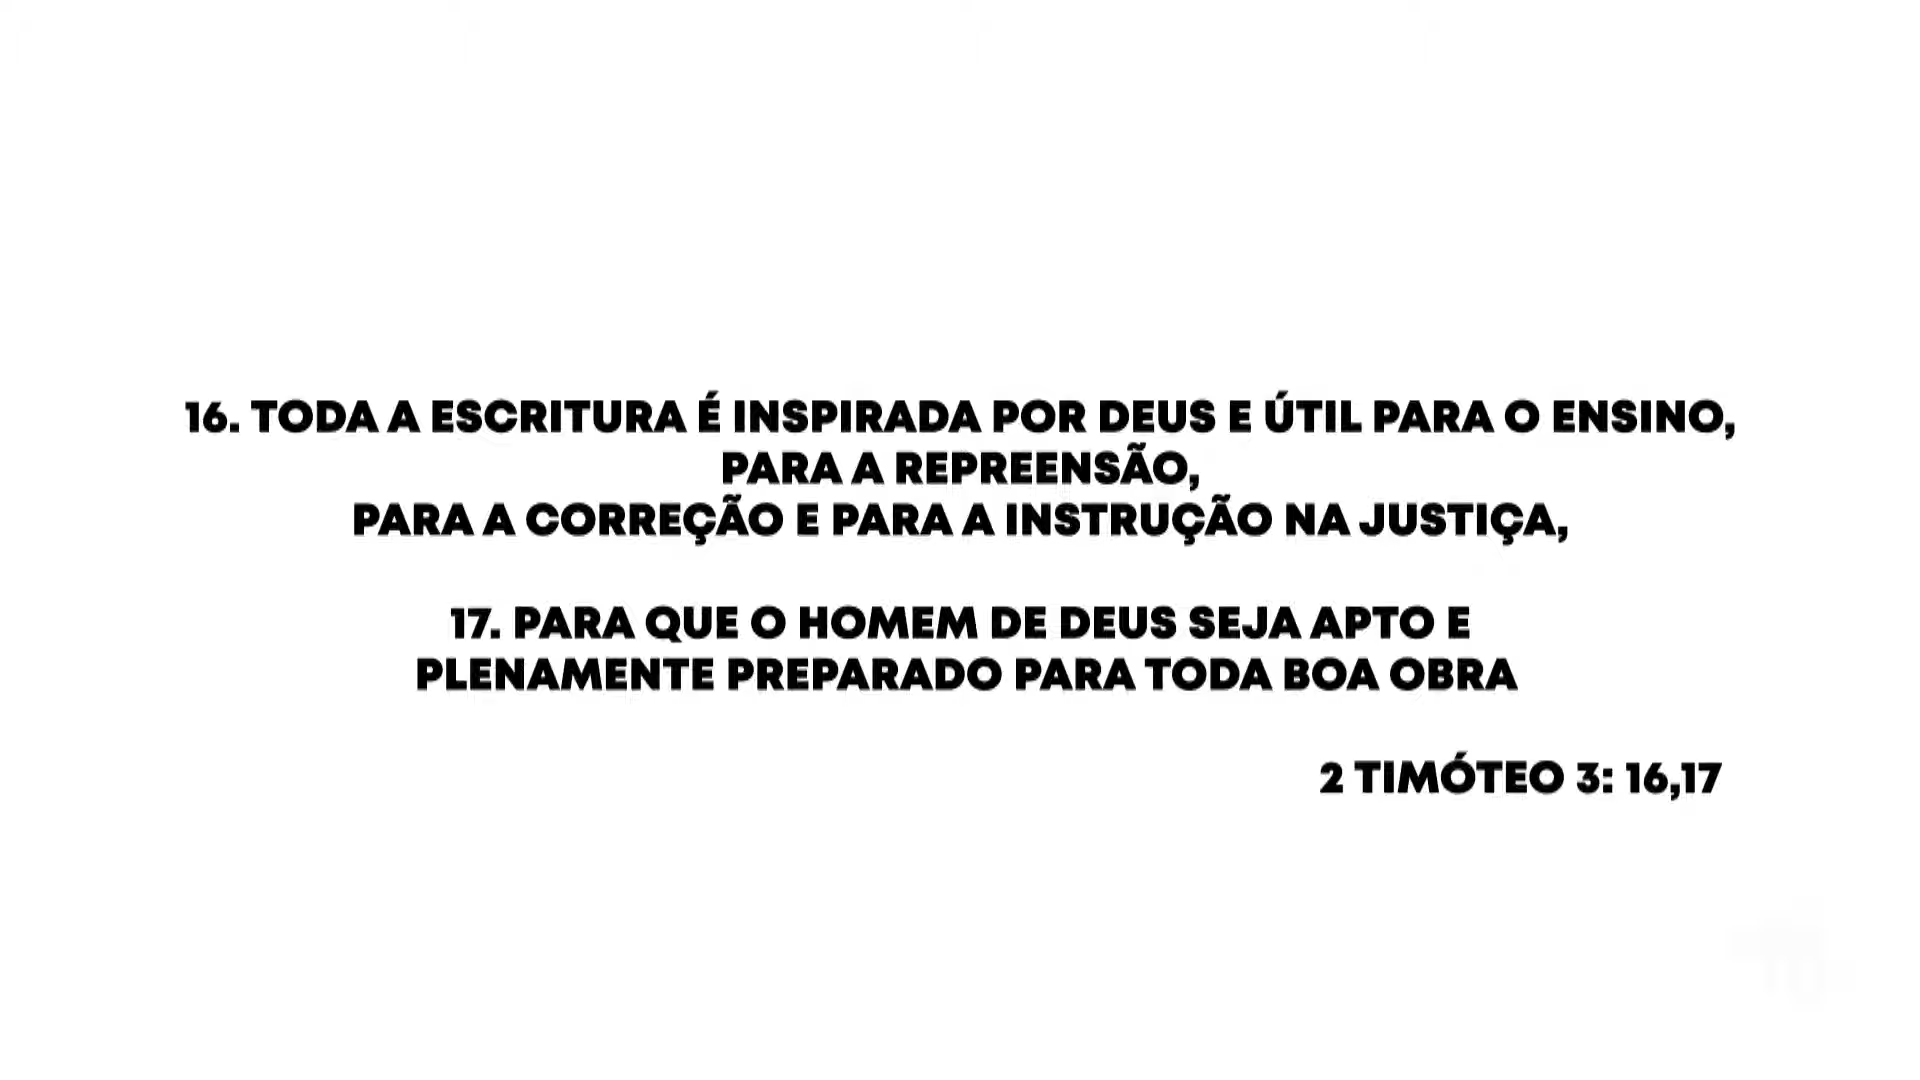 16. TODA A ESCRITURA É INSPIRADA POR DEUS E ÚTIL PARA O ENSINO,
PARA A REPREENSÃO,
PARA A CORREÇÃO E PARA A INSTRUÇÃO NA JUSTIÇA,
17. PARA QUE O HOMEM DE DEUS SEJA APTO E
PLENAMENTE PREPARADO PARA TODA BOA OBRA
2 TIMÓTEO 3: 16,17